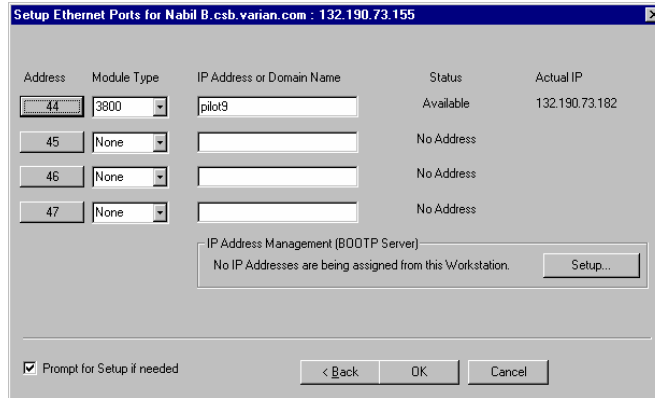 Setup Ethernet Ports for Nabil B.csb.varian.com : 132.190.73.155
Address Module Type IP Address or Domain Name Status Actual IP
44 3800 pilot9 Available 132.190.73.182
45 None No Address
46 None No Address
47 None No Address
IP Address Management (BOOTP Server)
No IP Addresses are being assigned from this Workstation. Setup...
Prompt for Setup if needed < Back OK Cancel